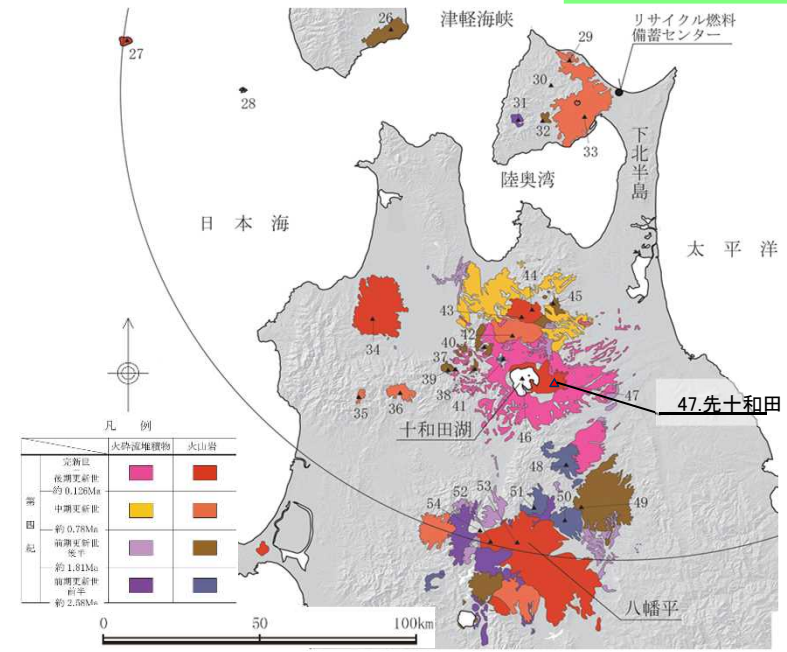 津軽海峡
リサイクル燃料
備蓄センター
26
27
28
29
30
31
32
33
下北半島
陸奥湾
日本海
太平洋
34
35
36
37
38
39
40
41
42
43
44
45
46
47
47.先十和田
十和田湖
48
49
50
51
52
53
54
八幡平
凡例
火砕流堆積物
火山岩
第四紀
完新世
後期更新世
約0.126Ma
中期更新世
約0.78Ma
前期更新世
後半
約1.81Ma
前期更新世
前半
約2.58Ma
0
50
100km